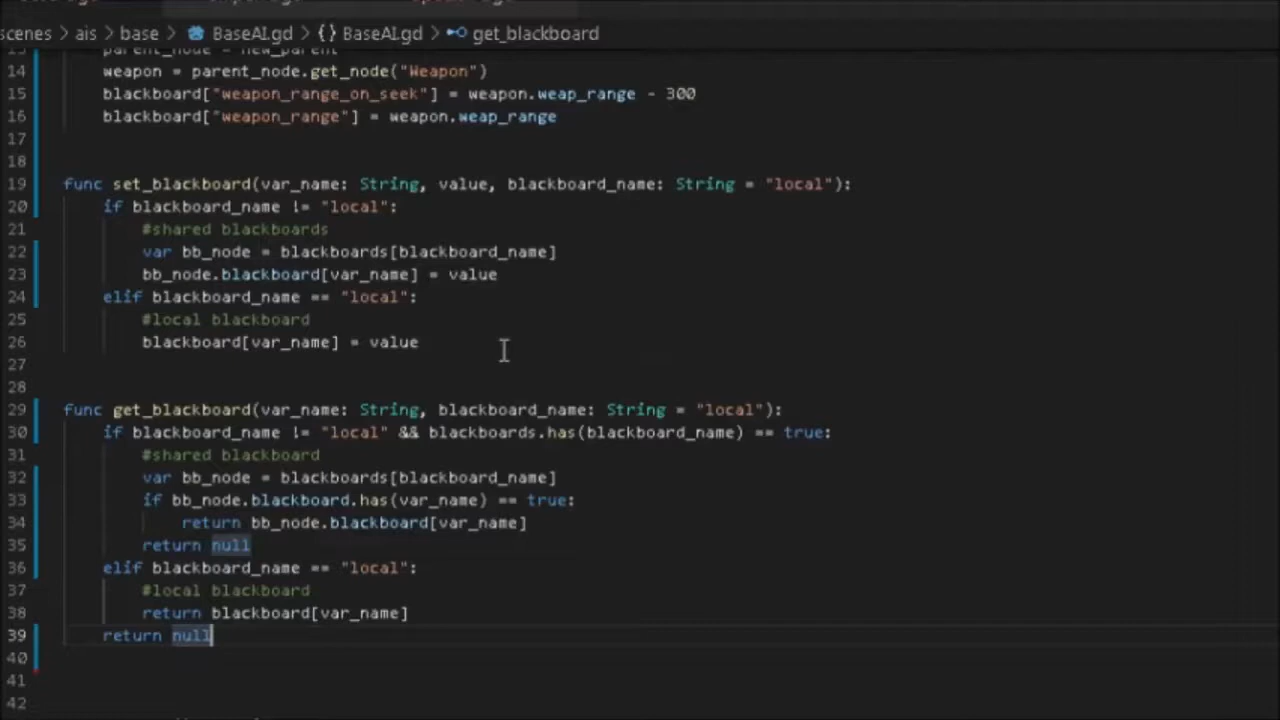 scenes > ais > base > BaseAI.gd > {} BaseAI.gd > get_blackboard
13 parent_node = new_parent
14 weapon = parent_node.get_node("Weapon")
15 blackboard["weapon_range_on_seek"] = weapon.weap_range - 300
16 blackboard["weapon_range"] = weapon.weap_range
17
18
19 func set_blackboard(var_name: String, value, blackboard_name: String = "local"):
20 if blackboard_name != "local":
21 #shared blackboards
22 var bb_node = blackboards[blackboard_name]
23 bb_node.blackboard[var_name] = value
24 elif blackboard_name == "local":
25 #local blackboard
26 blackboard[var_name] = value
27
28
29 func get_blackboard(var_name: String, blackboard_name: String = "local"):
30 if blackboard_name != "local" && blackboards.has(blackboard_name) == true:
31 #shared blackboard
32 var bb_node = blackboards[blackboard_name]
33 if bb_node.blackboard.has(var_name) == true:
34 return bb_node.blackboard[var_name]
35 return null
36 elif blackboard_name == "local":
37 #local blackboard
38 return blackboard[var_name]
39 return null
40
41
42